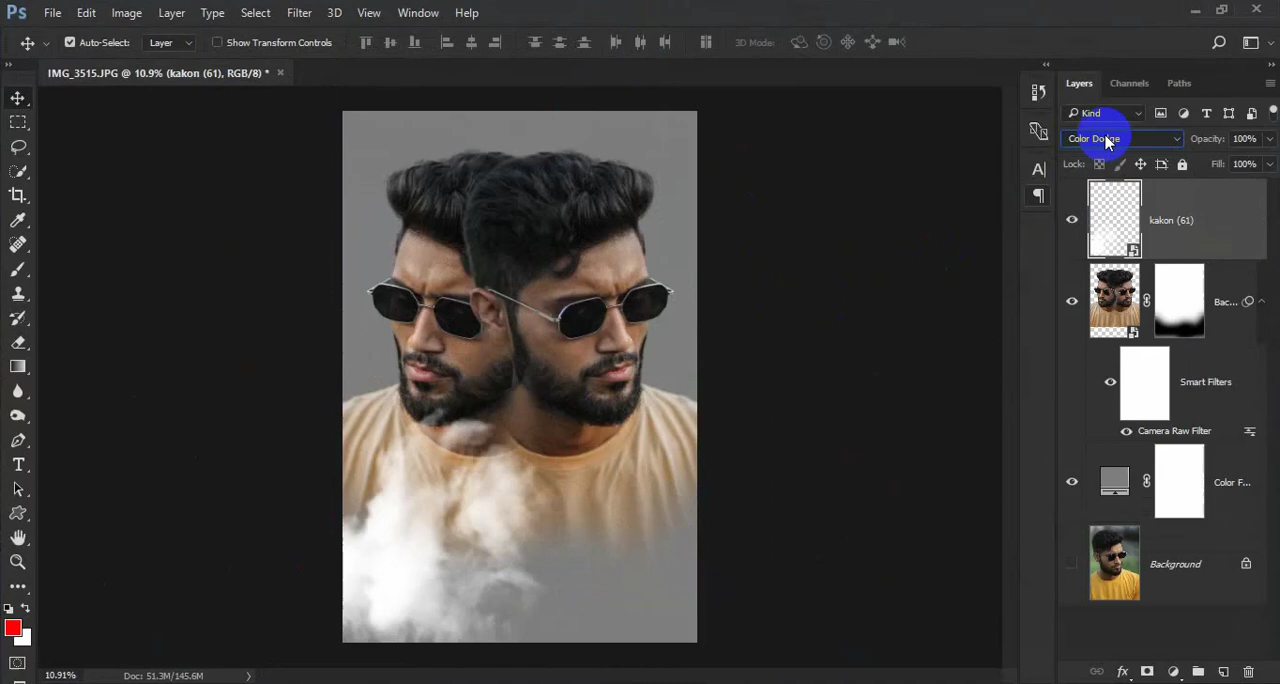 Ps File Edit Image Layer Type Select Filter 3D View Window Help
Auto-Select: Layer Show Transform Controls 3D Mode:
IMG_3515.JPG @ 10.9% (kakon (61), RGB/8) * ×
Layers Channels Paths
Kind
Color Dodge Opacity: 100%
Lock: Fill: 100%
kakon (61)
Bac...
Smart Filters
Camera Raw Filter
Color F...
Background
10.91% Doc: 51.3M/145.6M